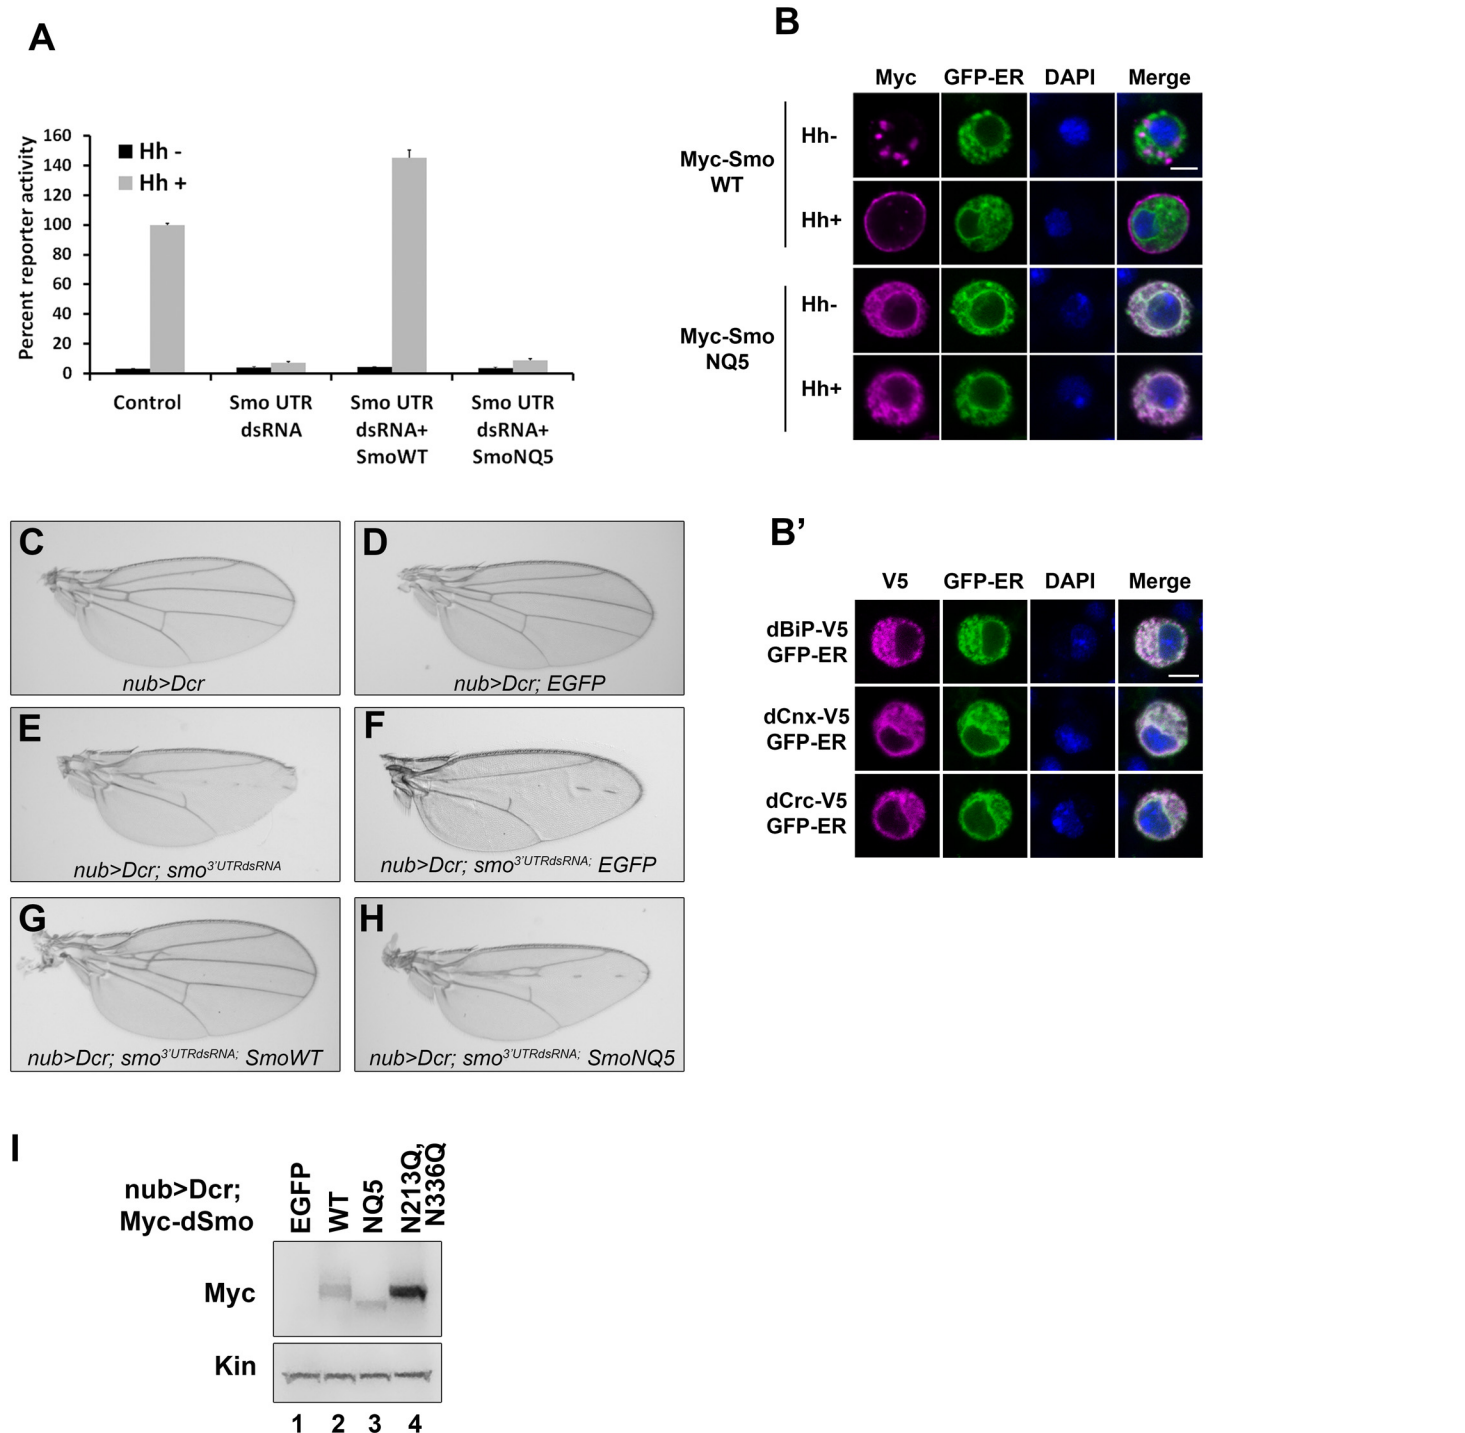 A
Percent reporter activity
160
140
120
100
80
60
40
20
0
Hh -
Hh +
Control
Smo UTR
dsRNA
Smo UTR
dsRNA+
SmoWT
Smo UTR
dsRNA+
SmoNQ5
B
Myc GFP-ER DAPI Merge
Myc-Smo
WT
Hh-
Hh+
Myc-Smo
NQ5
Hh-
Hh+
B’
V5 GFP-ER DAPI Merge
dBiP-V5
GFP-ER
dCnx-V5
GFP-ER
dCrc-V5
GFP-ER
C
nub>Dcr
D
nub>Dcr; EGFP
E
nub>Dcr; smo3’UTRdsRNA
F
nub>Dcr; smo3’UTRdsRNA; EGFP
G
nub>Dcr; smo3’UTRdsRNA; SmoWT
H
nub>Dcr; smo3’UTRdsRNA; SmoNQ5
I
nub>Dcr;
Myc-dSmo
EGFP
WT
NQ5
N213Q,
N336Q
Myc
Kin
1 2 3 4